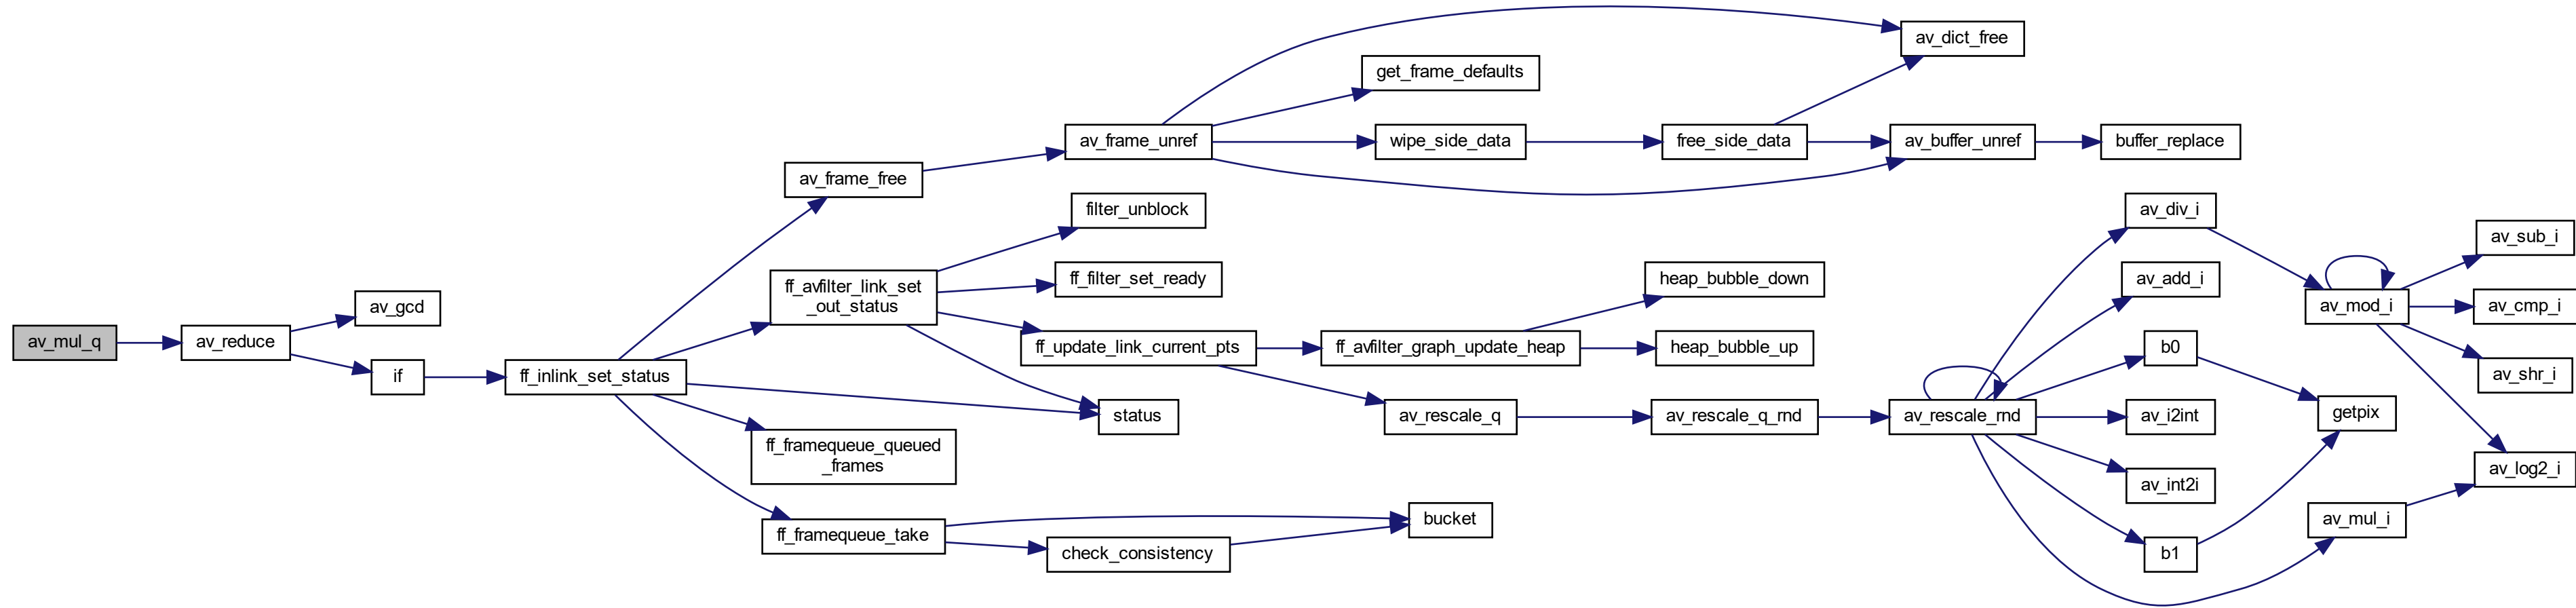 av_mul_q
av_reduce
av_gcd
if
ff_inlink_set_status
av_frame_free
ff_avfilter_link_set
_out_status
ff_framequeue_queued
_frames
ff_framequeue_take
av_frame_unref
filter_unblock
ff_filter_set_ready
ff_update_link_current_pts
status
check_consistency
get_frame_defaults
wipe_side_data
ff_avfilter_graph_update_heap
av_rescale_q
bucket
free_side_data
heap_bubble_down
heap_bubble_up
av_rescale_q_rnd
av_dict_free
av_buffer_unref
av_rescale_rnd
buffer_replace
av_div_i
av_add_i
b0
av_i2int
av_int2i
b1
av_mod_i
getpix
av_mul_i
av_sub_i
av_cmp_i
av_shr_i
av_log2_i